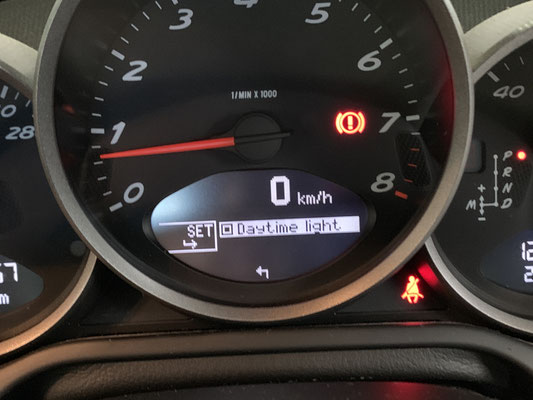 3 4 5
2 6
1/MIN X 1000
1 7
0 8
0 km/h
SET Daytime light
28
40
P
R
N
M D
+
-